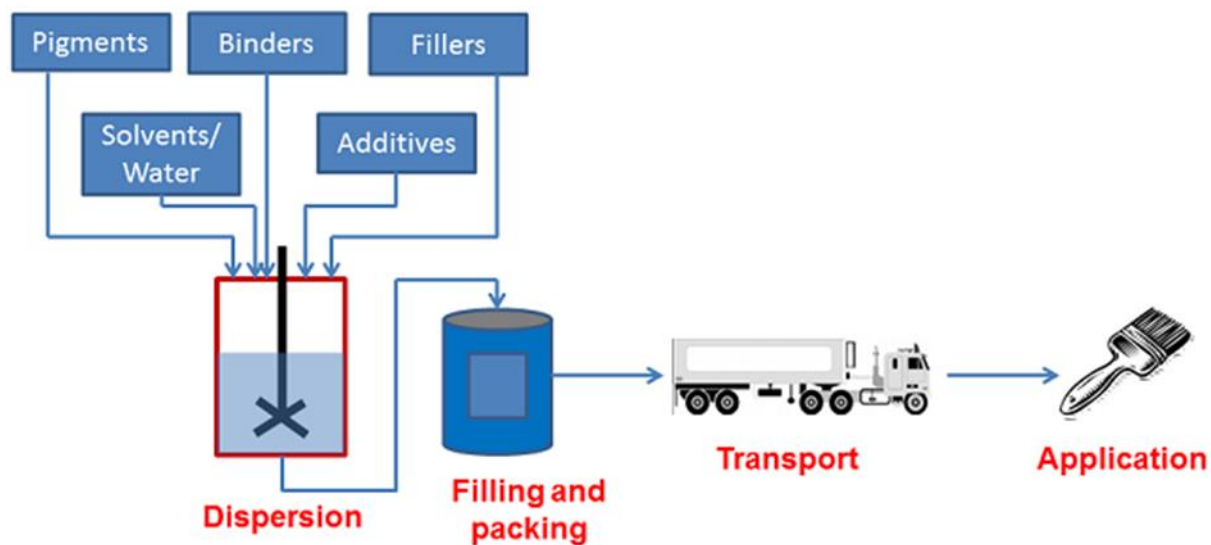 Pigments
Binders
Fillers
Solvents/
Water
Additives
Dispersion
Filling and
packing
Transport
Application